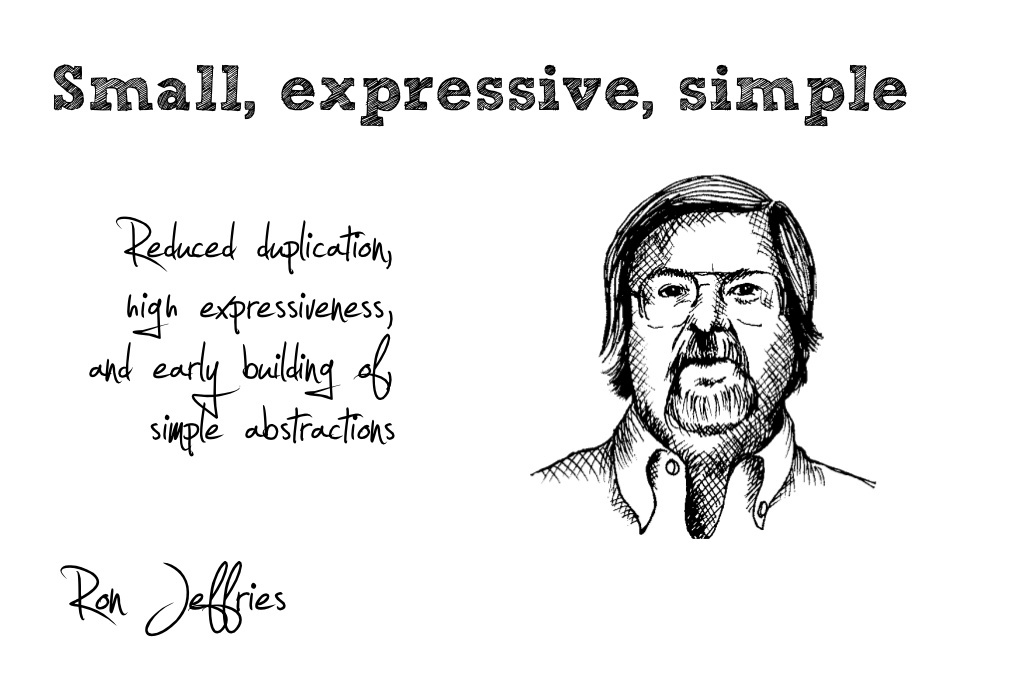 Small, expressive, simple
Reduced duplication,
high expressiveness,
and early building of
simple abstractions
Ron Jeffries